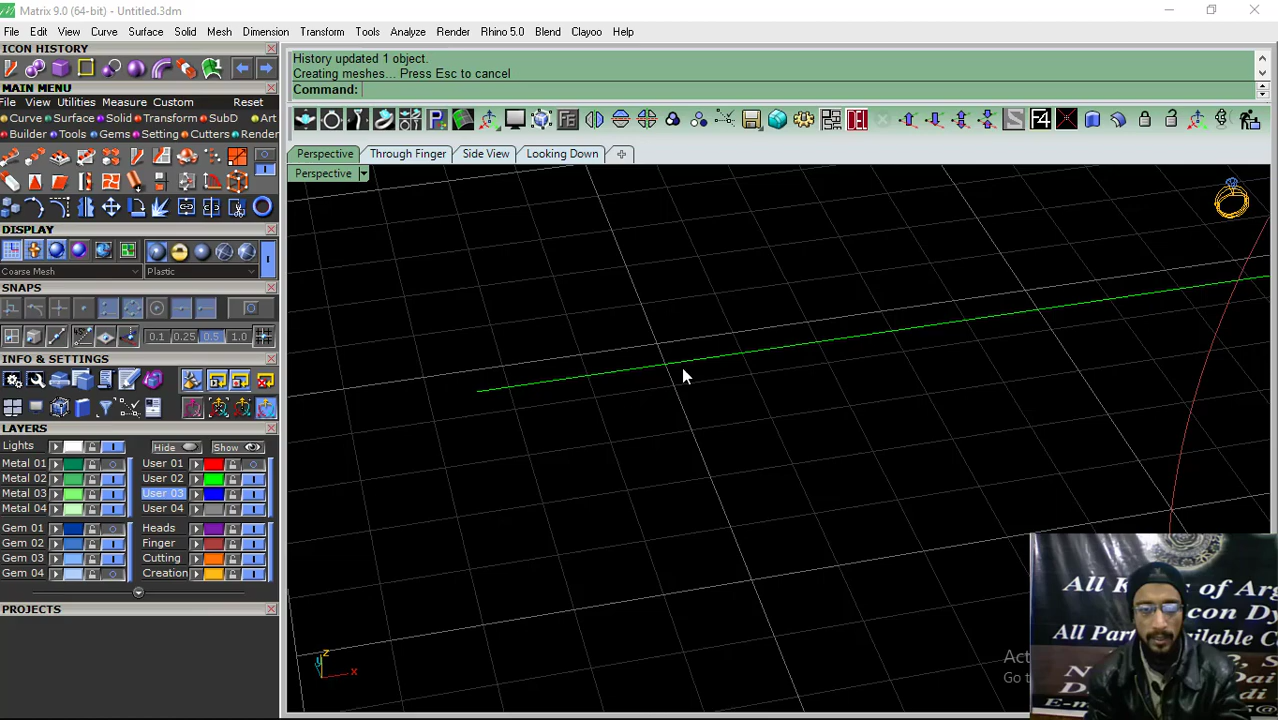 Matrix 9.0 (64-bit) - Untitled.3dm
File Edit View Curve Surface Solid Mesh Dimension Transform Tools Analyze Render Rhino 5.0 Blend Clayoo Help
ICON HISTORY
History updated 1 object.
Creating meshes... Press Esc to cancel
Command:
MAIN MENU
File View Utilities Measure Custom Reset
Curve Surface Solid Transform SubD Art
Builder Tools Gems Setting Cutters Render
Perspective Through Finger Side View Looking Down
Perspective
DISPLAY
Coarse Mesh Plastic
SNAPS
0.1 0.25 0.5 1.0
INFO & SETTINGS
LAYERS
Lights Hide Show
Metal 01 User 01
Metal 02 User 02
Metal 03 User 03
Metal 04 User 04
Gem 01 Heads
Gem 02 Finger
Gem 03 Cutting
Gem 04 Creation
PROJECTS
z
x
F4
All K of Arg
con Dy
All Par vailable C
Act
Go t
E-m